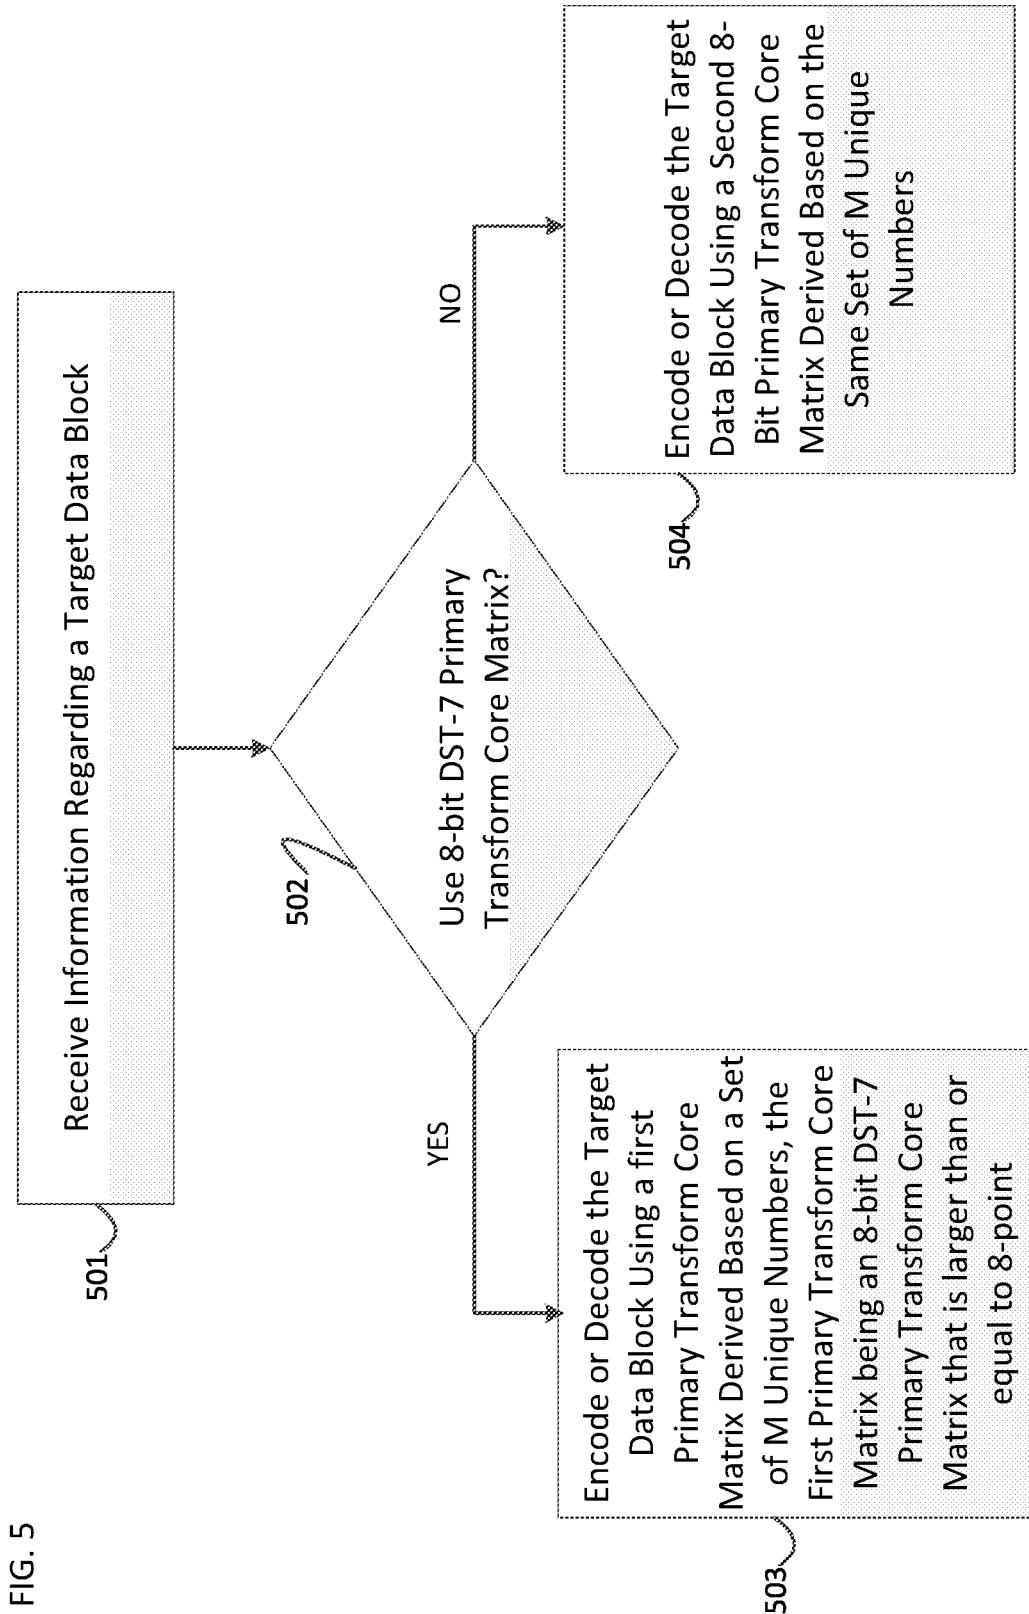 FIG. 5
Receive Information Regarding a Target Data Block
501
502
Use 8-bit DST-7 Primary
Transform Core Matrix?
YES
NO
Encode or Decode the Target
Data Block Using a first
Primary Transform Core
Matrix Derived Based on a Set
of M Unique Numbers, the
First Primary Transform Core
Matrix being an 8-bit DST-7
Primary Transform Core
Matrix that is larger than or
equal to 8-point
503
Encode or Decode the Target
Data Block Using a Second 8-
Bit Primary Transform Core
Matrix Derived Based on the
Same Set of M Unique
Numbers
504